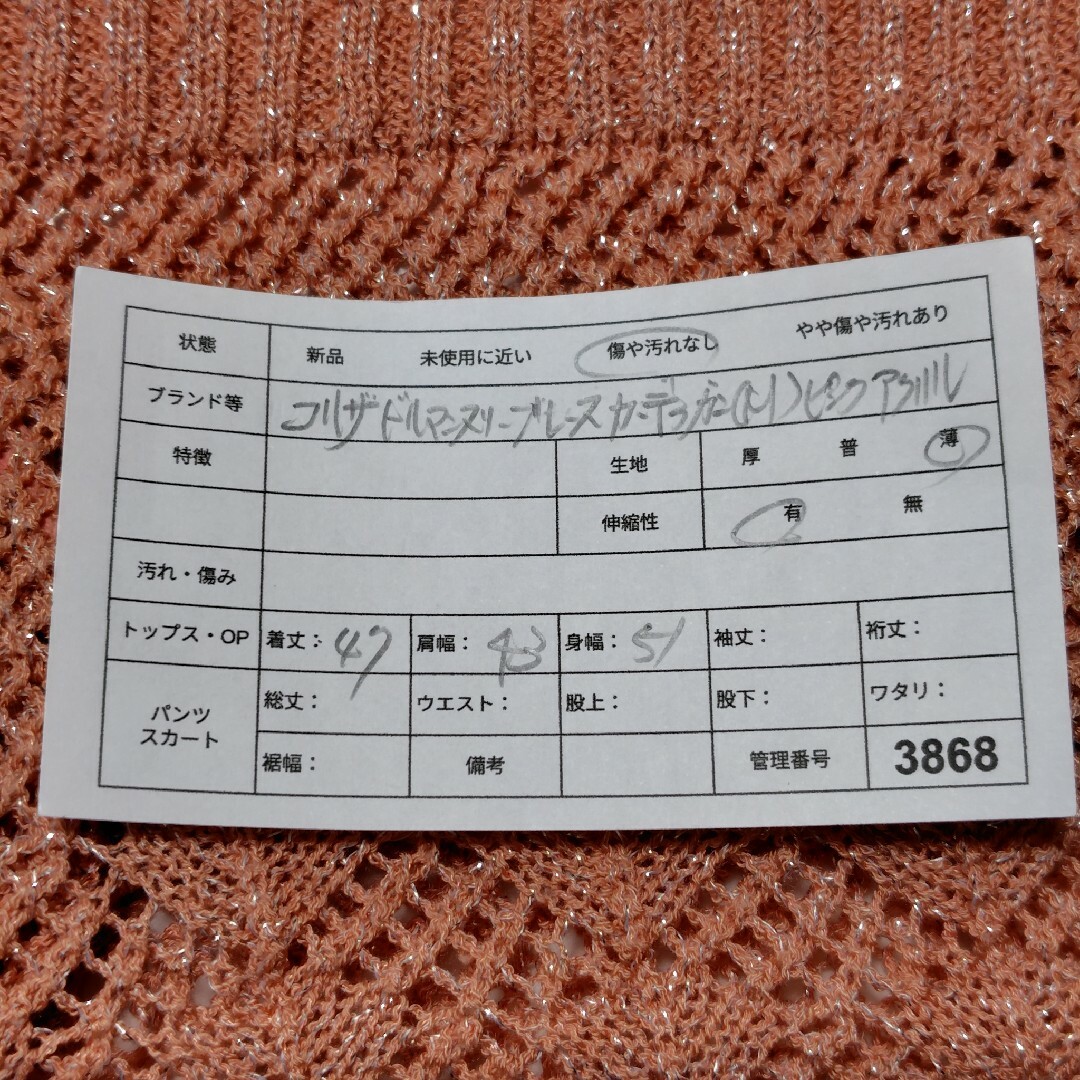 状態 新品 未使用に近い 傷や汚れなし やや傷や汚れあり
ブランド等 コルザ ドルマンスリーブレースカーディガン ピンク アクリル
特徴 生地 厚 普 薄
伸縮性 有 無
汚れ・傷み
トップス・OP 着丈: 47 肩幅: 43 身幅: 51 袖丈: 裄丈:
パンツ スカート 総丈: ウエスト: 股上: 股下: ワタリ:
裾幅: 備考 管理番号 3868